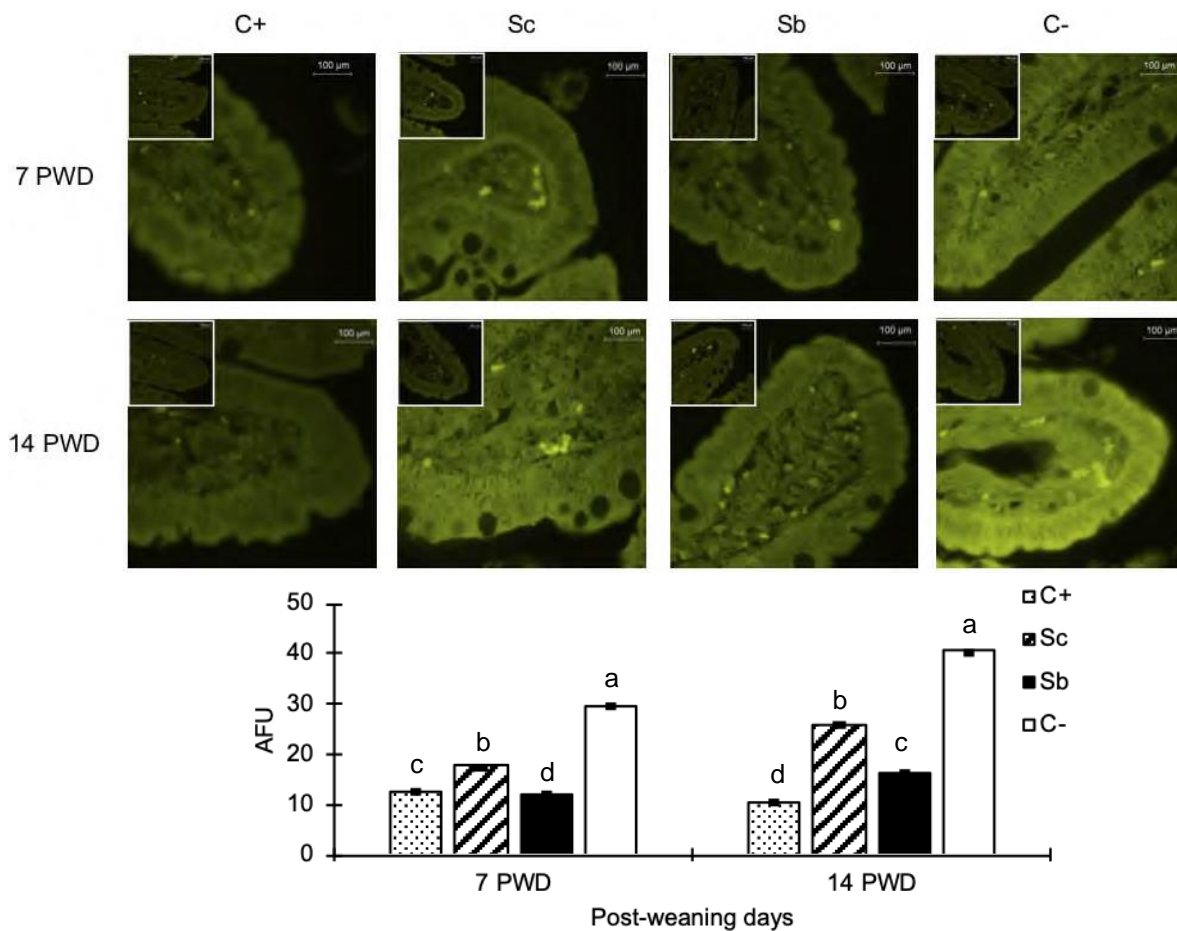 C+ Sc Sb C-
100 µm 100 µm 100 µm 100 µm
7 PWD
100 µm 100 µm 100 µm 100 µm
14 PWD
50
40
30
20
10
0
AFU
c b d a
d b c a
C+
Sc
Sb
C-
7 PWD 14 PWD
Post-weaning days